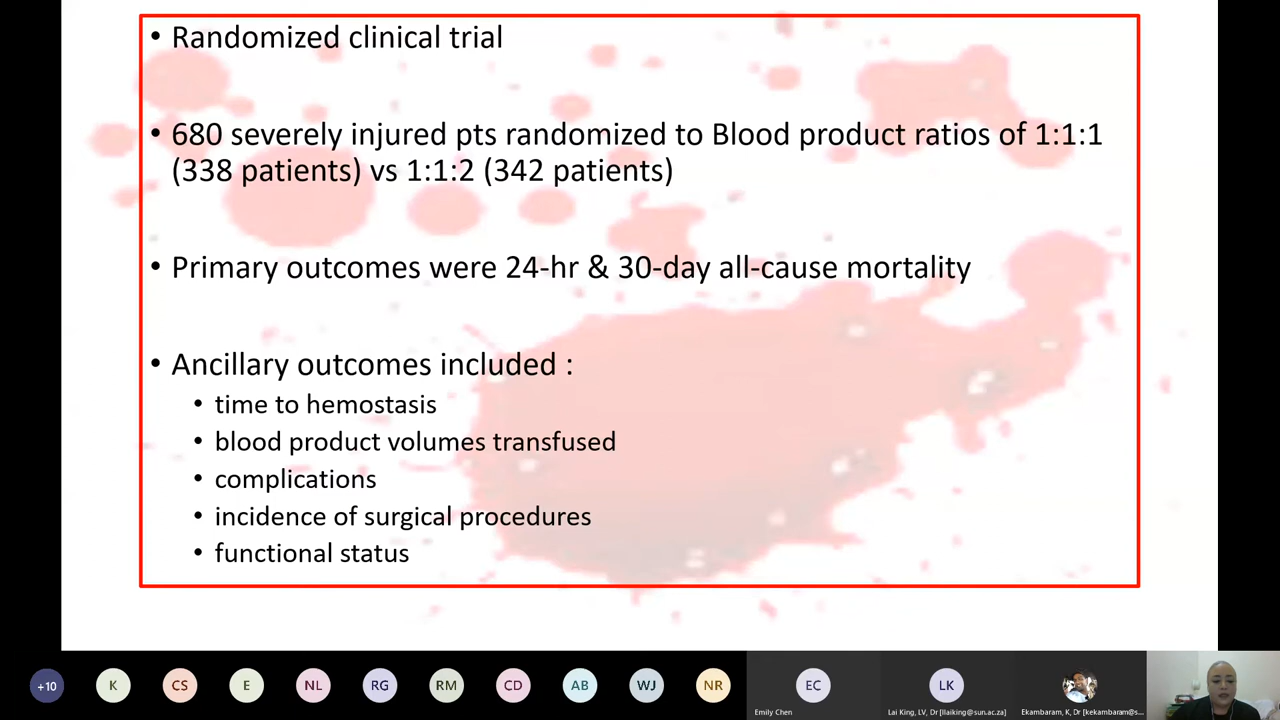 • Randomized clinical trial
• 680 severely injured pts randomized to Blood product ratios of 1:1:1
(338 patients) vs 1:1:2 (342 patients)
• Primary outcomes were 24-hr & 30-day all-cause mortality
• Ancillary outcomes included :
• time to hemostasis
• blood product volumes transfused
• complications
• incidence of surgical procedures
• functional status
+10 K CS E NL RG RM CD AB WJ NR EC LK
Emily Chen Lai King, LV, Dr [llaiking@sun.ac.za] Ekambaram, K, Dr [kekambaram@s...